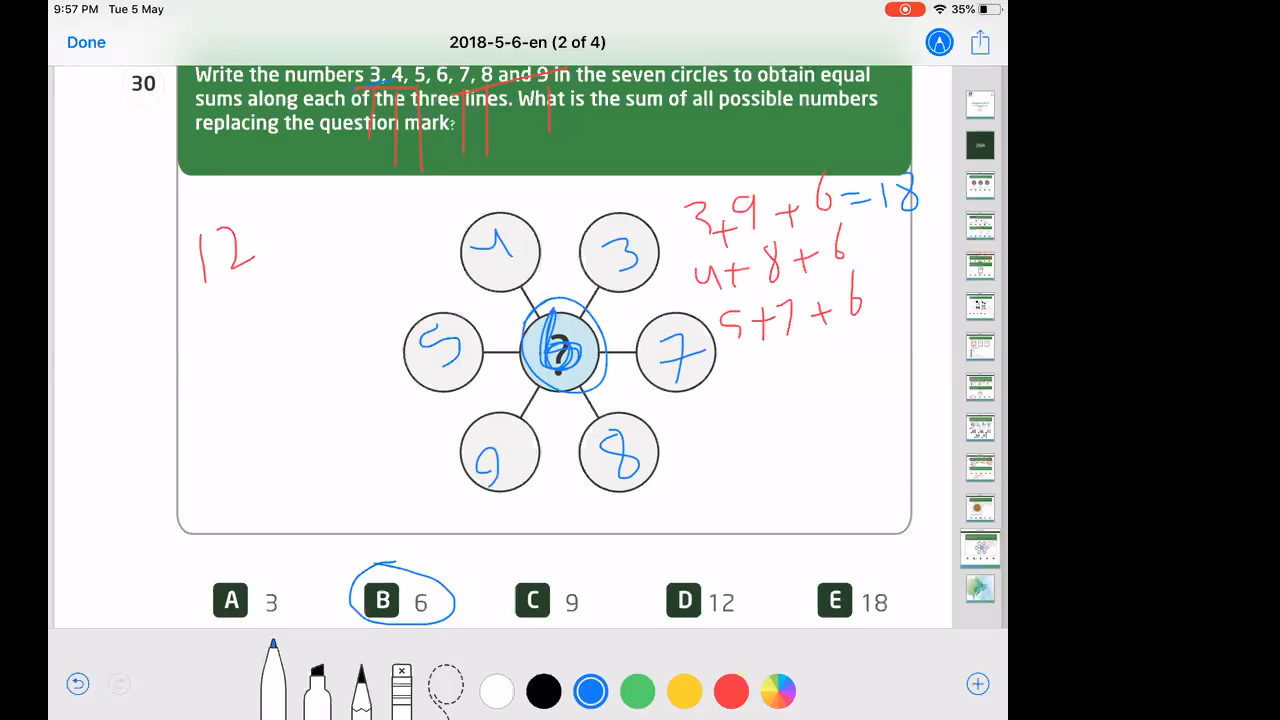 9:57 PM Tue 5 May
35%
Done
2018-5-6-en (2 of 4)
30
Write the numbers 3, 4, 5, 6, 7, 8 and 9 in the seven circles to obtain equal
sums along each of the three lines. What is the sum of all possible numbers
replacing the question mark?
12
3+9+6=18
4+8+6
5+7+6
4
3
5
6
?
7
9
8
A 3
B 6
C 9
D 12
E 18